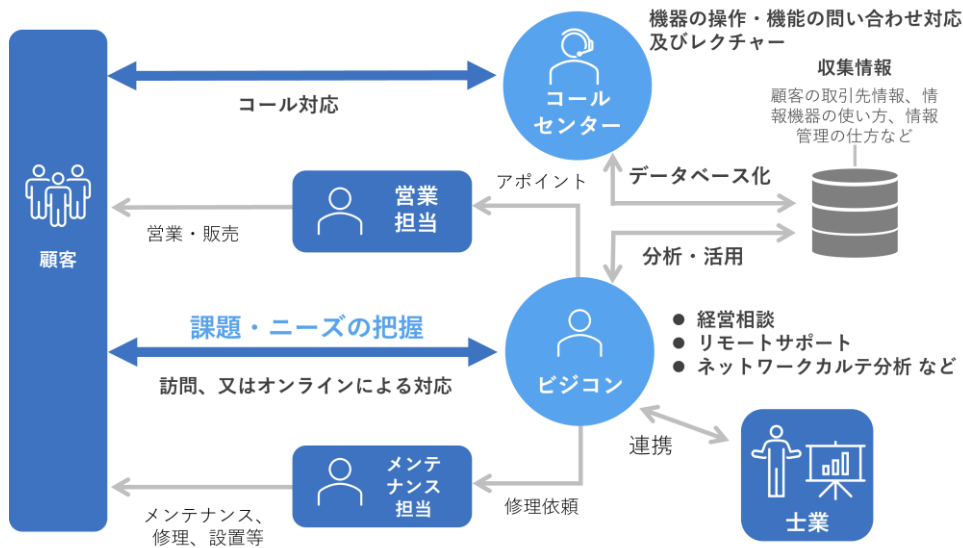 機器の操作・機能の問い合わせ対応
及びレクチャー
コール
センター
コール対応
収集情報
顧客の取引先情報、情
報機器の使い方、情報
管理の仕方など
データベース化
アポイント
営業
担当
営業・販売
顧客
分析・活用
課題・ニーズの把握
訪問、又はオンラインによる対応
ビジコン
● 経営相談
● リモートサポート
● ネットワークカルテ分析 など
連携
メンテ
ナンス
担当
修理依頼
メンテナンス、
修理、設置等
士業